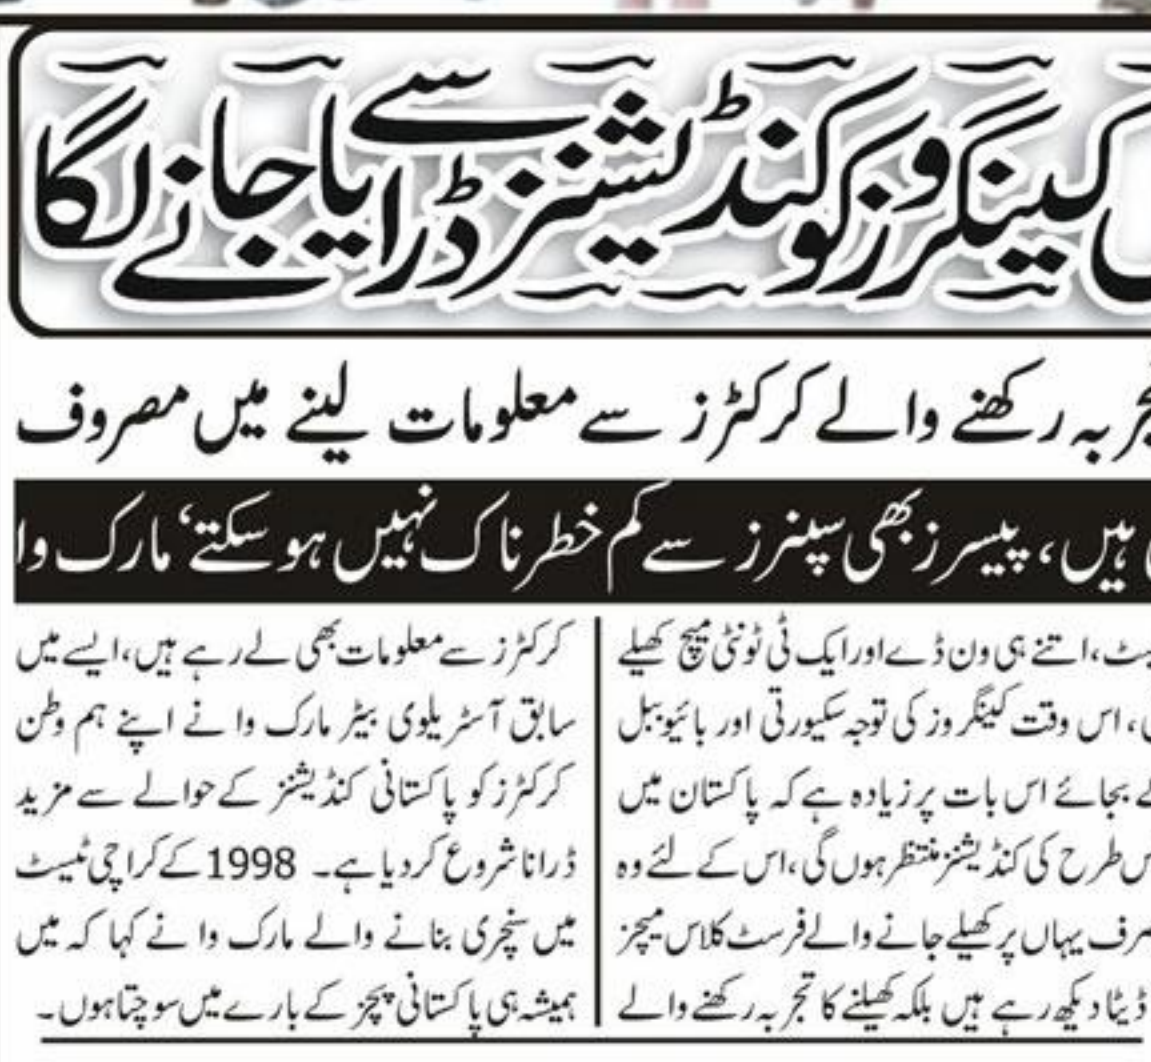 کینگروز کو کنڈیشنز سے ڈرایا جانے لگا
تجربہ رکھنے والے کرکٹرز سے معلومات لینے میں مصروف
ہیں، پیسرز بھی سپنرز سے کم خطرناک نہیں ہو سکتے‘ مارک وا
اتنے ہی ون ڈے اور ایک ٹی ٹونٹی میچ کھیلے
، اس وقت کینگروز کی توجہ سکیورٹی اور بائیوببل
کے بجائے اس بات پر زیادہ ہے کہ پاکستان میں
طرح کی کنڈیشنز منتظر ہوں گی، اس کے لئے وہ
صرف یہاں پر کھیلے جانے والے فرسٹ کلاس میچز
ڈیٹا دیکھ رہے ہیں بلکہ کھیلنے کا تجربہ رکھنے والے
کرکٹرز سے معلومات بھی لے رہے ہیں، ایسے میں
سابق آسٹریلوی بیٹر مارک وا نے اپنے ہم وطن
کرکٹرز کو پاکستانی کنڈیشنز کے حوالے سے مزید
ڈرانا شروع کردیا ہے۔ 1998 کے کراچی ٹیسٹ
میں سنچری بنانے والے مارک وا نے کہا کہ میں
ہمیشہ ہی پاکستانی پچز کے بارے میں سوچتا ہوں۔